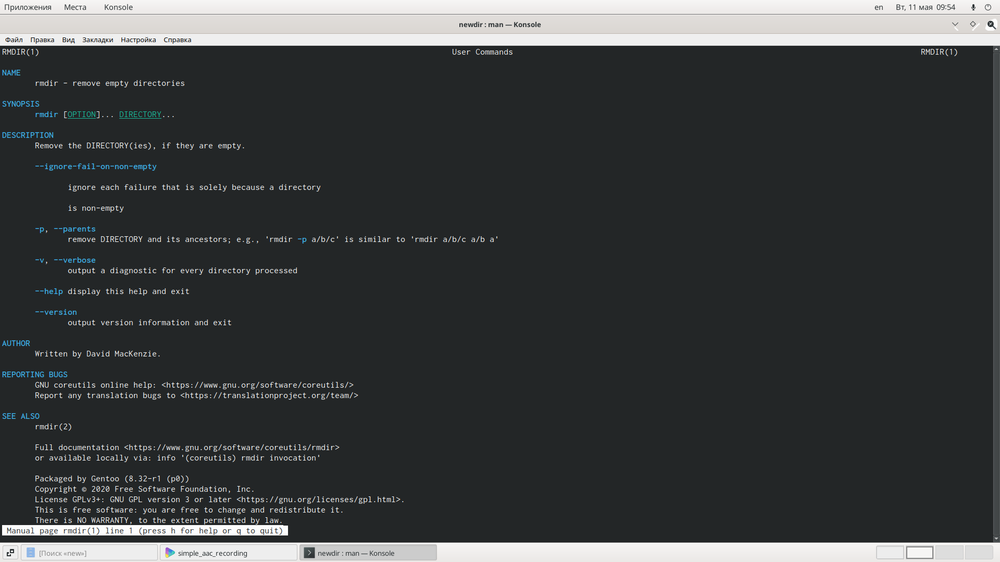 Приложения Места Konsole en Вт, 11 мая 09:54
newdir : man — Konsole
Файл Правка Вид Закладки Настройка Справка
RMDIR(1) User Commands RMDIR(1)
NAME
rmdir - remove empty directories
SYNOPSIS
rmdir [OPTION]... DIRECTORY...
DESCRIPTION
Remove the DIRECTORY(ies), if they are empty.
--ignore-fail-on-non-empty
ignore each failure that is solely because a directory
is non-empty
-p, --parents
remove DIRECTORY and its ancestors; e.g., 'rmdir -p a/b/c' is similar to 'rmdir a/b/c a/b a'
-v, --verbose
output a diagnostic for every directory processed
--help display this help and exit
--version
output version information and exit
AUTHOR
Written by David MacKenzie.
REPORTING BUGS
GNU coreutils online help: <https://www.gnu.org/software/coreutils/>
Report any translation bugs to <https://translationproject.org/team/>
SEE ALSO
rmdir(2)
Full documentation <https://www.gnu.org/software/coreutils/rmdir>
or available locally via: info '(coreutils) rmdir invocation'
Packaged by Gentoo (8.32-r1 (p0))
Copyright © 2020 Free Software Foundation, Inc.
License GPLv3+: GNU GPL version 3 or later <https://gnu.org/licenses/gpl.html>.
This is free software: you are free to change and redistribute it.
There is NO WARRANTY, to the extent permitted by law.
Manual page rmdir(1) line 1 (press h for help or q to quit)
[Поиск «new»] simple_aac_recording newdir : man — Konsole